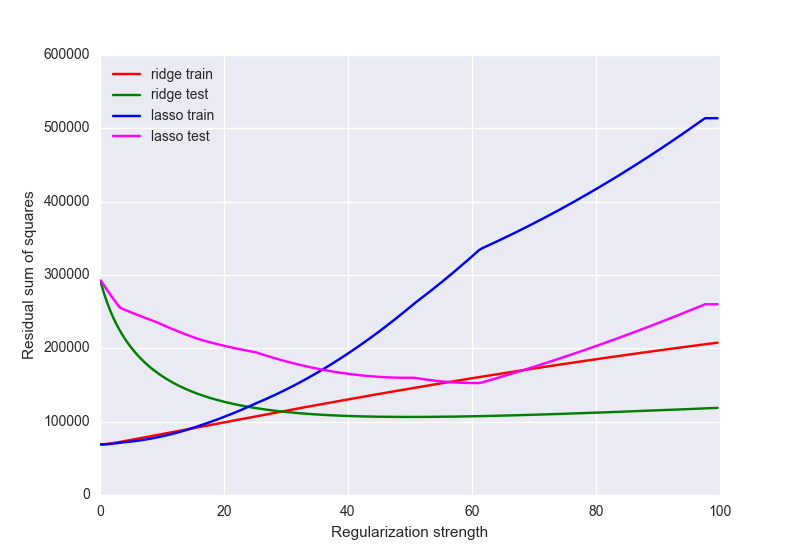 600000
500000
400000
300000
200000
100000
0
Residual sum of squares
ridge train
ridge test
lasso train
lasso test
0 20 40 60 80 100
Regularization strength